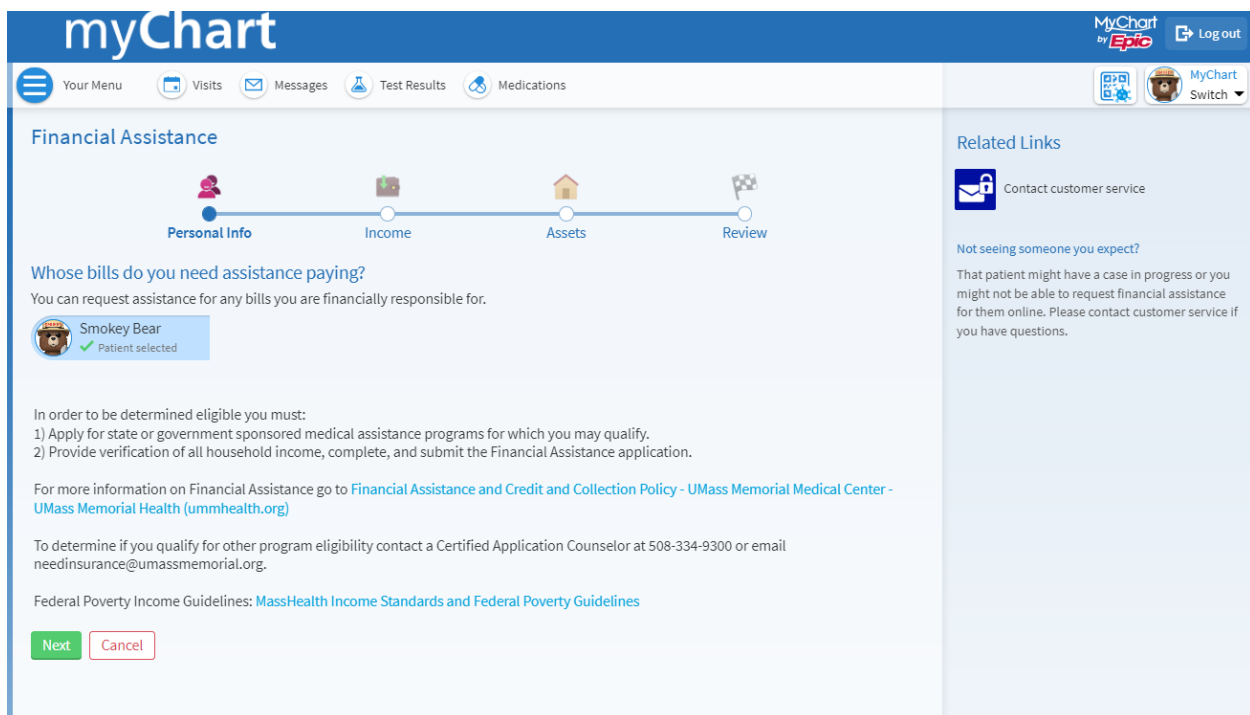 myChart
MyChart
by Epic
Log out
Your Menu
Visits
Messages
Test Results
Medications
MyChart
Switch
Financial Assistance
Personal Info
Income
Assets
Review
Whose bills do you need assistance paying?
You can request assistance for any bills you are financially responsible for.
Smokey Bear
Patient selected
In order to be determined eligible you must:
1) Apply for state or government sponsored medical assistance programs for which you may qualify.
2) Provide verification of all household income, complete, and submit the Financial Assistance application.
For more information on Financial Assistance go to Financial Assistance and Credit and Collection Policy - UMass Memorial Medical Center -
UMass Memorial Health (ummhealth.org)
To determine if you qualify for other program eligibility contact a Certified Application Counselor at 508-334-9300 or email
needinsurance@umassmemorial.org.
Federal Poverty Income Guidelines: MassHealth Income Standards and Federal Poverty Guidelines
Next
Cancel
Related Links
Contact customer service
Not seeing someone you expect?
That patient might have a case in progress or you
might not be able to request financial assistance
for them online. Please contact customer service if
you have questions.